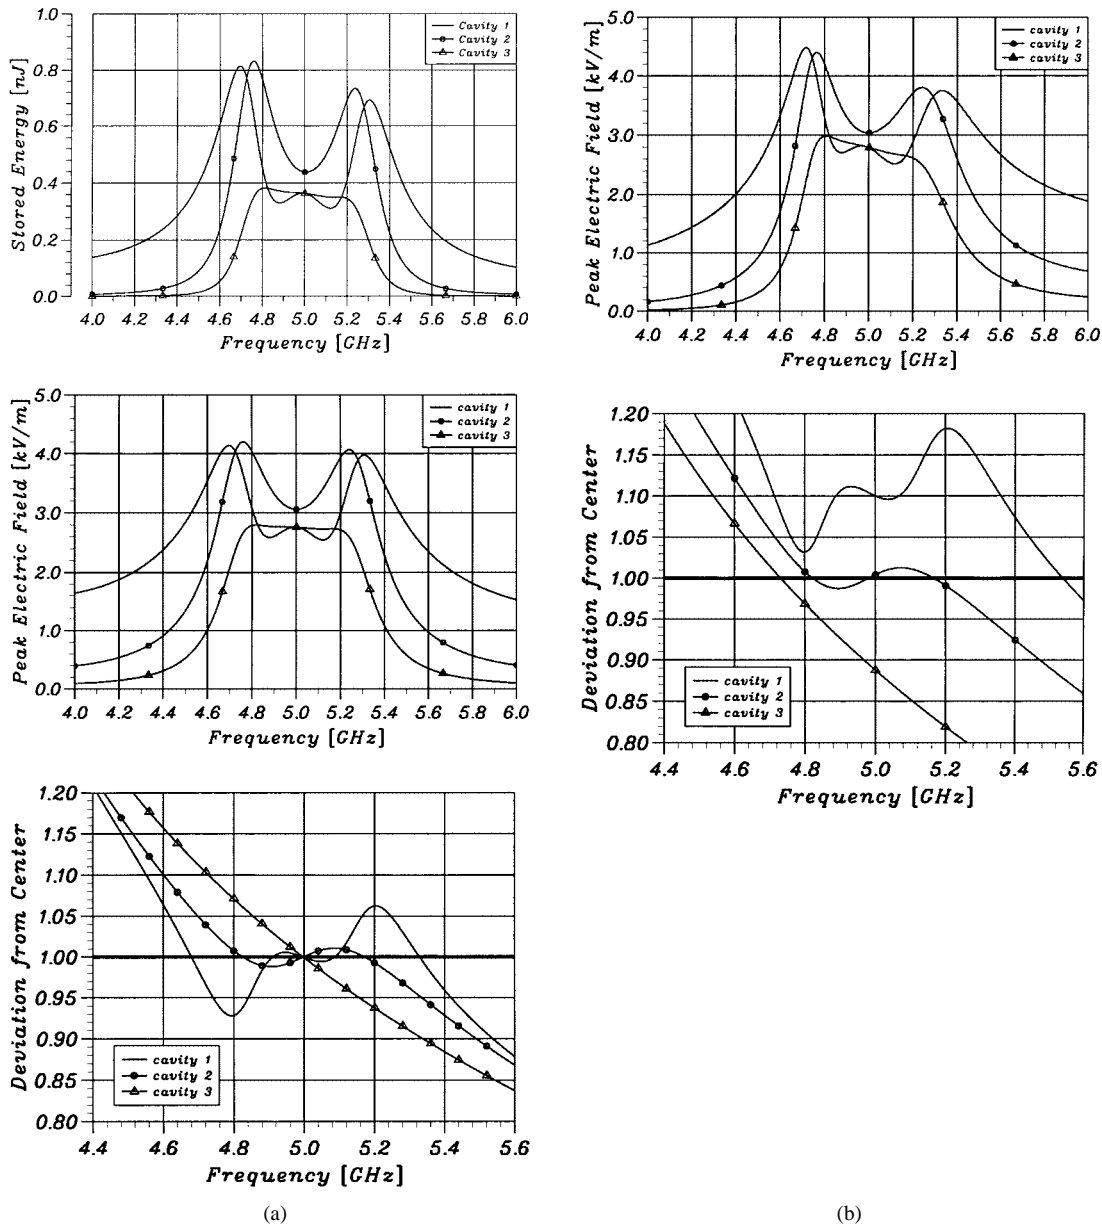 Stored Energy [nJ]
1.0
0.8
0.6
0.4
0.2
0.0
Cavity 1
Cavity 2
Cavity 3
4.0 4.2 4.4 4.6 4.8 5.0 5.2 5.4 5.6 5.8 6.0
Frequency [GHz]
Peak Electric Field [kV/m]
5.0
4.0
3.0
2.0
1.0
0.0
cavity 1
cavity 2
cavity 3
4.0 4.2 4.4 4.6 4.8 5.0 5.2 5.4 5.6 5.8 6.0
Frequency [GHz]
Peak Electric Field [kV/m]
5.0
4.0
3.0
2.0
1.0
0.0
cavity 1
cavity 2
cavity 3
4.0 4.2 4.4 4.6 4.8 5.0 5.2 5.4 5.6 5.8 6.0
Frequency [GHz]
Deviation from Center
1.20
1.15
1.10
1.05
1.00
0.95
0.90
0.85
0.80
cavity 1
cavity 2
cavity 3
4.4 4.6 4.8 5.0 5.2 5.4 5.6
Frequency [GHz]
Deviation from Center
1.20
1.15
1.10
1.05
1.00
0.95
0.90
0.85
0.80
cavity 1
cavity 2
cavity 3
4.4 4.6 4.8 5.0 5.2 5.4 5.6
Frequency [GHz]
(a)
(b)